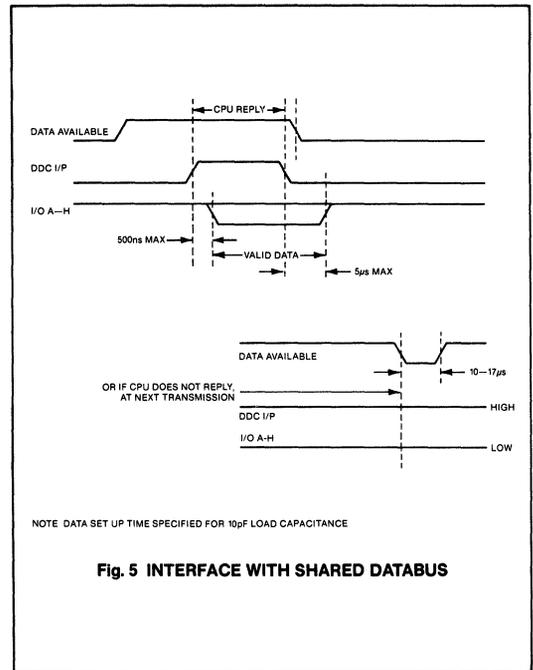 CPU REPLY
DATA AVAILABLE
DDC I/P
I/O A—H
500ns MAX
VALID DATA
5µs MAX
DATA AVAILABLE
10—17µs
OR IF CPU DOES NOT REPLY,
AT NEXT TRANSMISSION
HIGH
DDC I/P
I/O A-H
LOW
NOTE DATA SET UP TIME SPECIFIED FOR 10pF LOAD CAPACITANCE
Fig. 5 INTERFACE WITH SHARED DATABUS